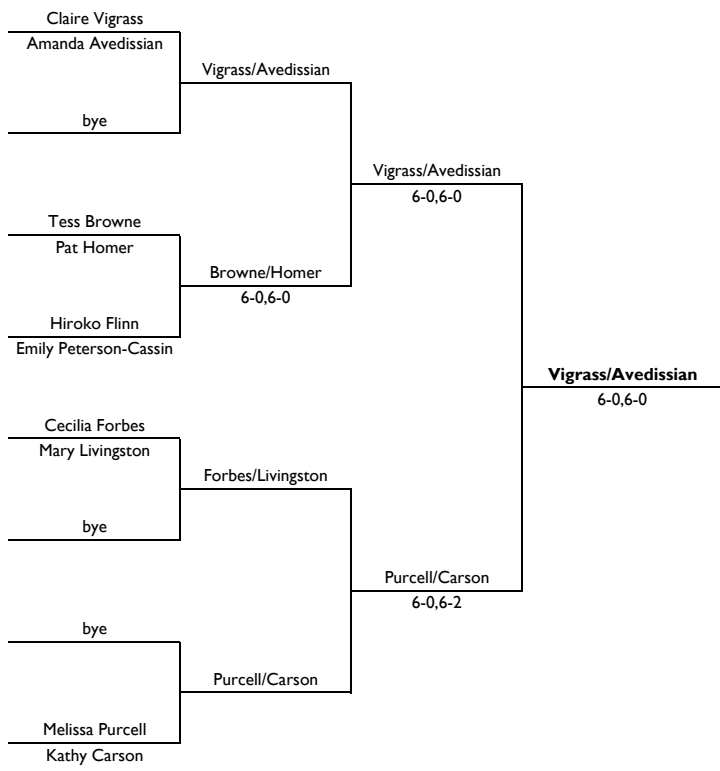 Claire Vigrass
Amanda Avedissian
Vigrass/Avedissian
bye
Vigrass/Avedissian
6-0,6-0
Tess Browne
Pat Homer
Browne/Homer
6-0,6-0
Hiroko Flinn
Emily Peterson-Cassin
Vigrass/Avedissian
6-0,6-0
Cecilia Forbes
Mary Livingston
Forbes/Livingston
bye
Purcell/Carson
6-0,6-2
bye
Purcell/Carson
Melissa Purcell
Kathy Carson